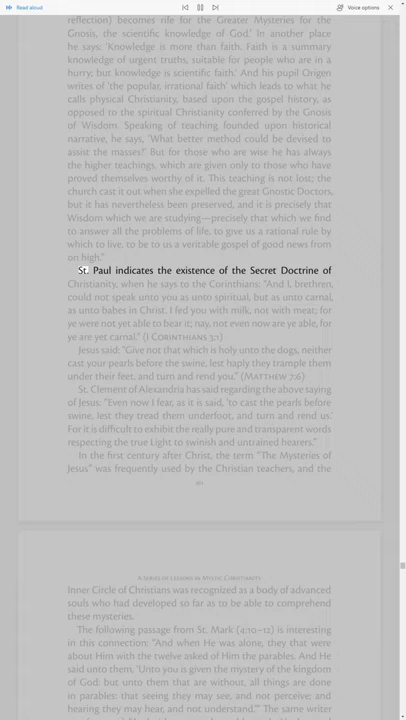 Read aloud
Voice options
reflection) becomes rife for the Greater Mysteries for the
Gnosis, the scientific knowledge of God.' In another place
he says: 'Knowledge is more than faith. Faith is a summary
knowledge of urgent truths, suitable for people who are in a
hurry; but knowledge is scientific faith.' And his pupil Origen
writes of 'the popular, irrational faith' which leads to what he
calls physical Christianity, based upon the gospel history, as
opposed to the spiritual Christianity conferred by the Gnosis
of Wisdom. Speaking of teaching founded upon historical
narrative, he says, 'What better method could be devised to
assist the masses?' But for those who are wise he has always
the higher teachings, which are given only to those who have
proved themselves worthy of it. This teaching is not lost; the
church cast it out when she expelled the great Gnostic Doctors,
but it has nevertheless been preserved, and it is precisely that
Wisdom which we are studying—precisely that which we find
to answer all the problems of life, to give us a rational rule by
which to live, to be to us a veritable gospel of good news from
on high."
St. Paul indicates the existence of the Secret Doctrine of
Christianity, when he says to the Corinthians: "And I, brethren,
could not speak unto you as unto spiritual, but as unto carnal,
as unto babes in Christ. I fed you with milk, not with meat; for
ye were not yet able to bear it; nay, not even now are ye able, for
ye are yet carnal." (I Corinthians 3:1)
Jesus said: "Give not that which is holy unto the dogs, neither
cast your pearls before the swine, lest haply they trample them
under their feet, and turn and rend you." (Matthew 7:6)
St. Clement of Alexandria has said regarding the above saying
of Jesus: "Even now I fear, as it is said, 'to cast the pearls before
swine, lest they tread them underfoot, and turn and rend us.'
For it is difficult to exhibit the really pure and transparent words
respecting the true Light to swinish and untrained hearers."
In the first century after Christ, the term "The Mysteries of
Jesus" was frequently used by the Christian teachers, and the
A Series of Lessons in Mystic Christianity
Inner Circle of Christians was recognized as a body of advanced
souls who had developed so far as to be able to comprehend
these mysteries.
The following passage from St. Mark (4:10–12) is interesting
in this connection: "And when He was alone, they that were
about Him with the twelve asked of Him the parables. And He
said unto them, 'Unto you is given the mystery of the kingdom
of God: but unto them that are without, all things are done
in parables: that seeing they may see, and not perceive; and
hearing they may hear, and not understand.'" The same writer